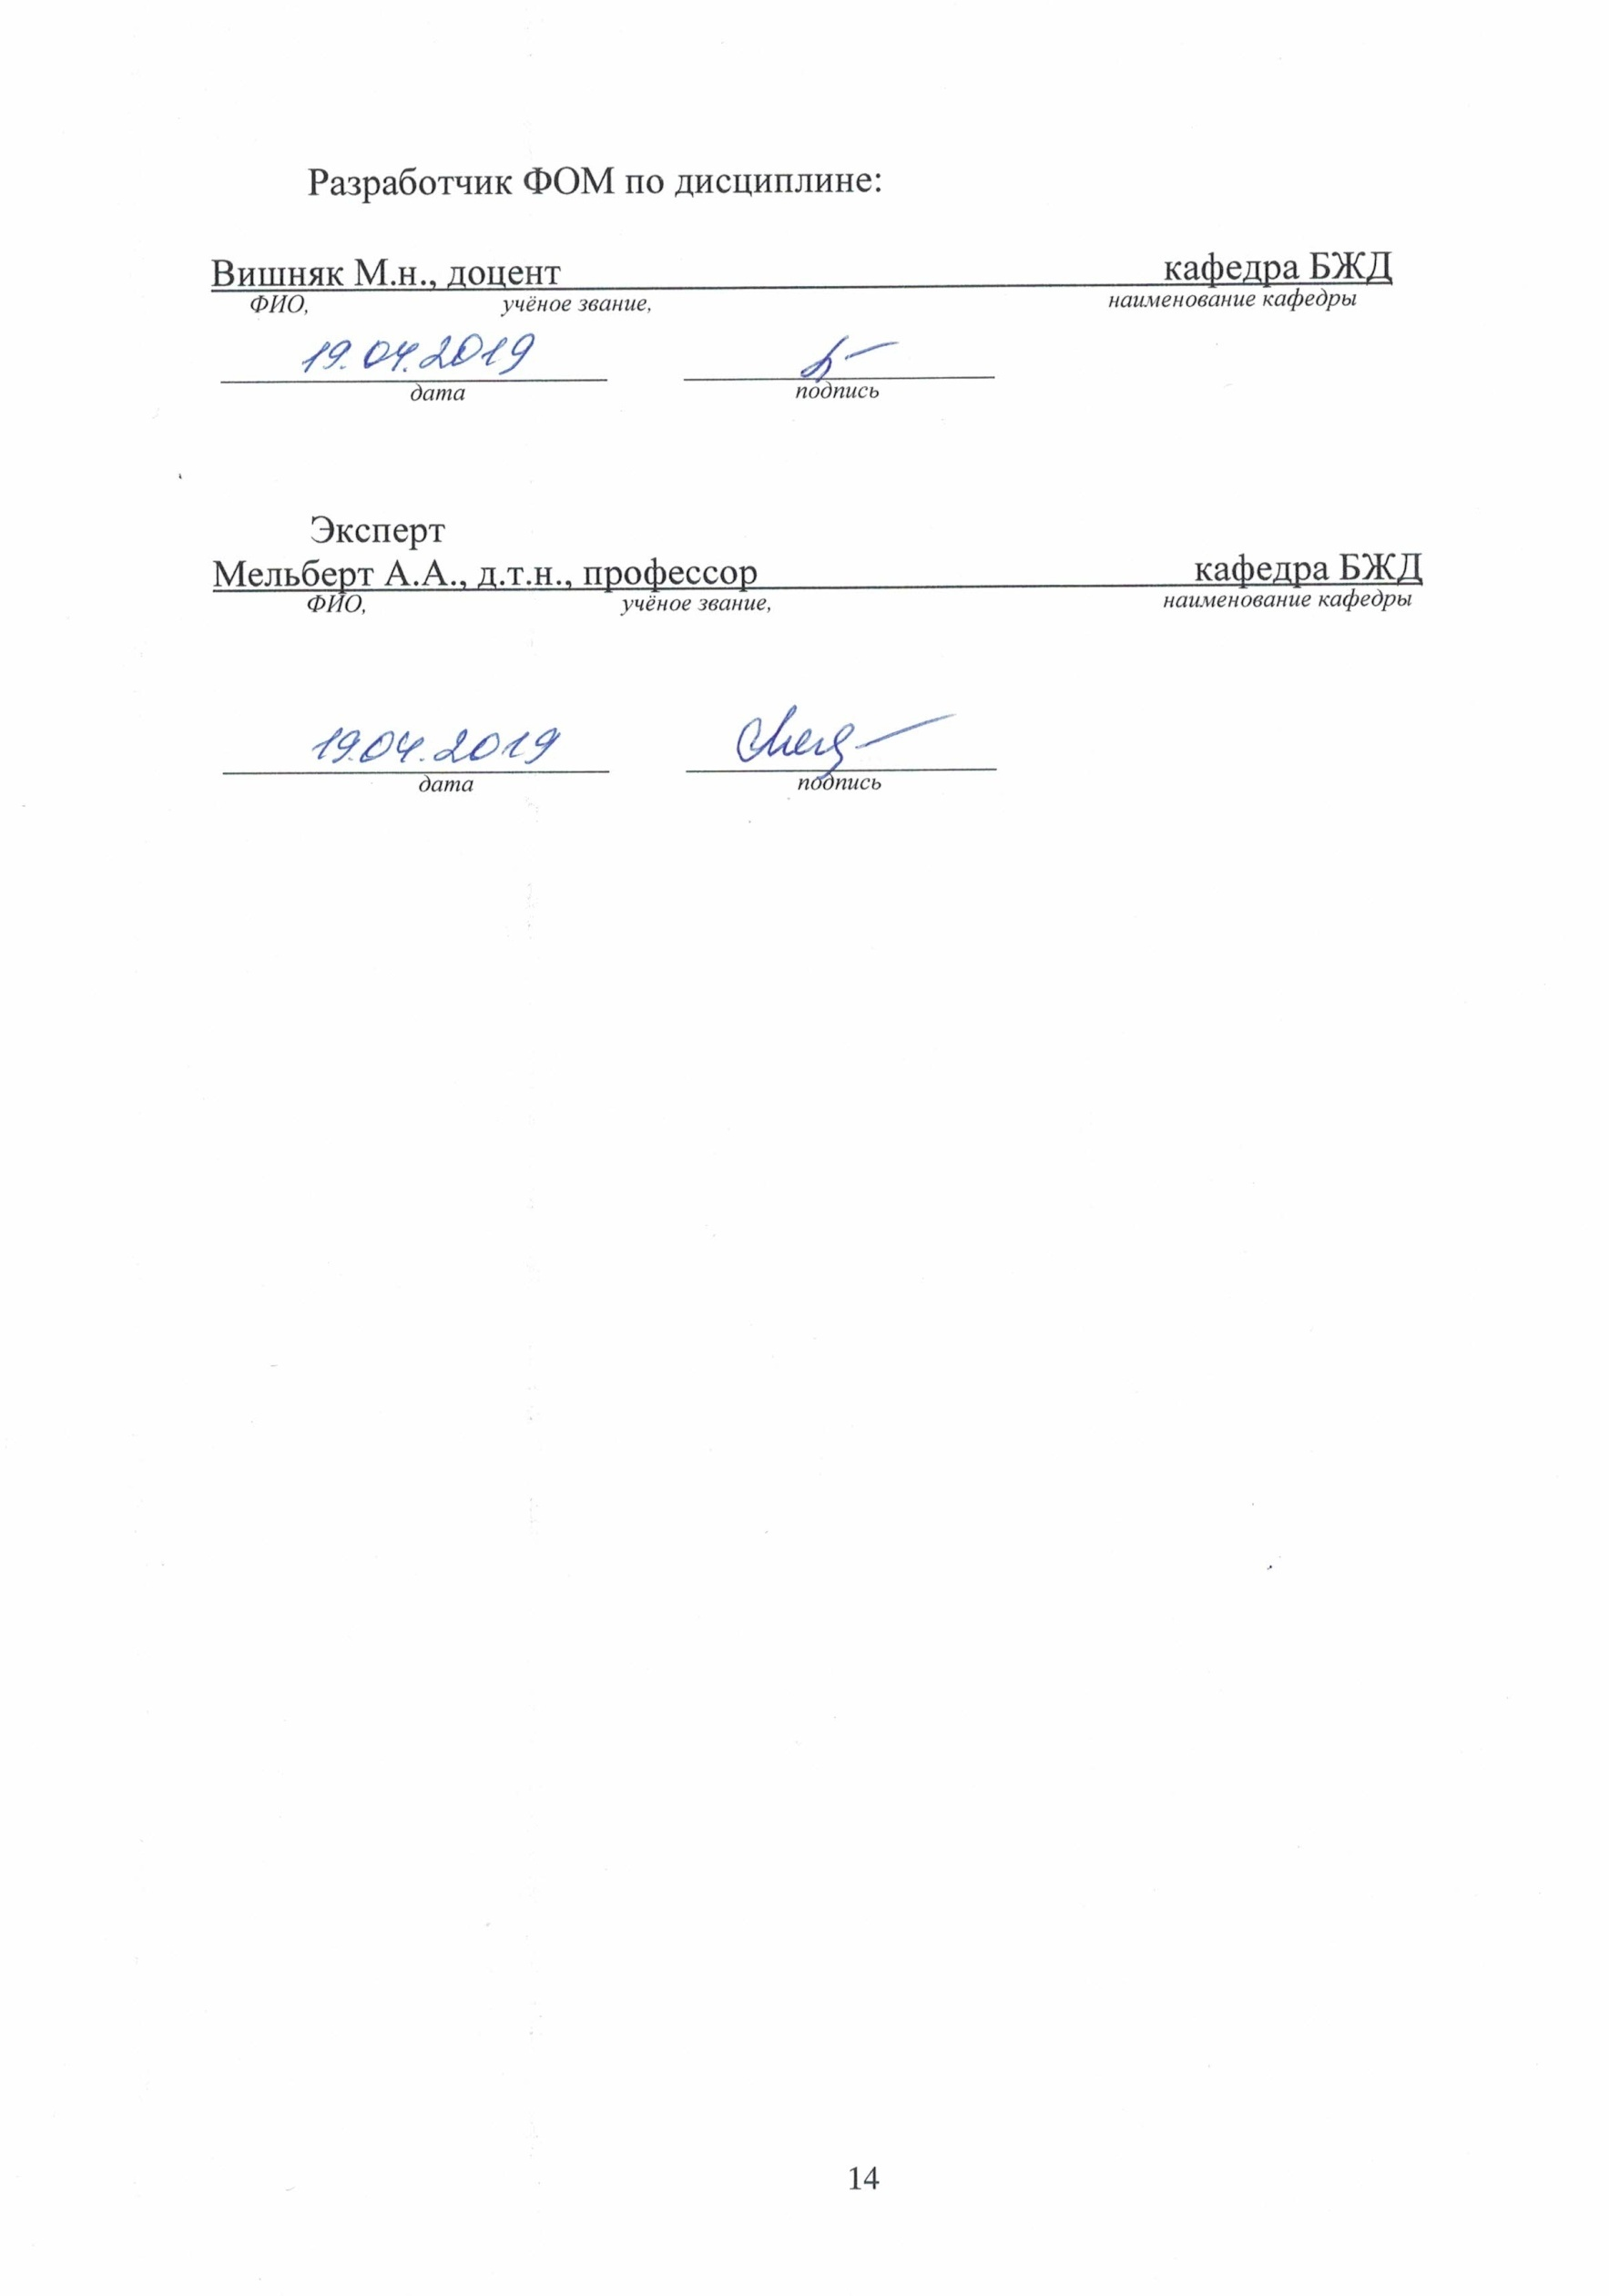 Разработчик ФОМ по дисциплине:
Вишняк М.н., доцент кафедра БЖД
ФИО, учёное звание, наименование кафедры
19.04.2019
дата подпись
Эксперт
Мельберт А.А., д.т.н., профессор кафедра БЖД
ФИО, учёное звание, наименование кафедры
19.04.2019
дата подпись
14